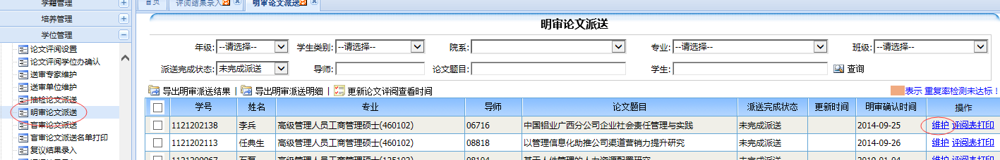 学籍管理
培养管理
学位管理
论文评阅设置
论文评阅学位办确认
送审专家维护
送审单位维护
抽检论文派送
明审论文派送
盲审论文派送
盲审论文派送名单打印
复议结果录入
首页 评阅结果录入 明审论文派送
明审论文派送
年级: --请选择-- 学生类别: --请选择-- 院系: 专业: --请选择-- 班级: --请选择--
派送完成状态: 未完成派送 导师: 论文题目: 学生: 查询
导出明审派送结果 | 导出明审派送明细 | 更新论文评阅查看时间 表示 重复率检测未达标！
学号 姓名 专业 导师 论文题目 派送完成状态 更新时间 明审确认时间 操作
1121202138 李兵 高级管理人员工商管理硕士(460102) 06716 中国铝业广西分公司企业社会责任管理与实践 未完成派送 2014-09-25 维护 评阅表打印
1121202113 任典生 高级管理人员工商管理硕士(460102) 08818 以管理信息化助推公司渠道营销力提升研究 未完成派送 2014-09-26 维护 评阅表打印